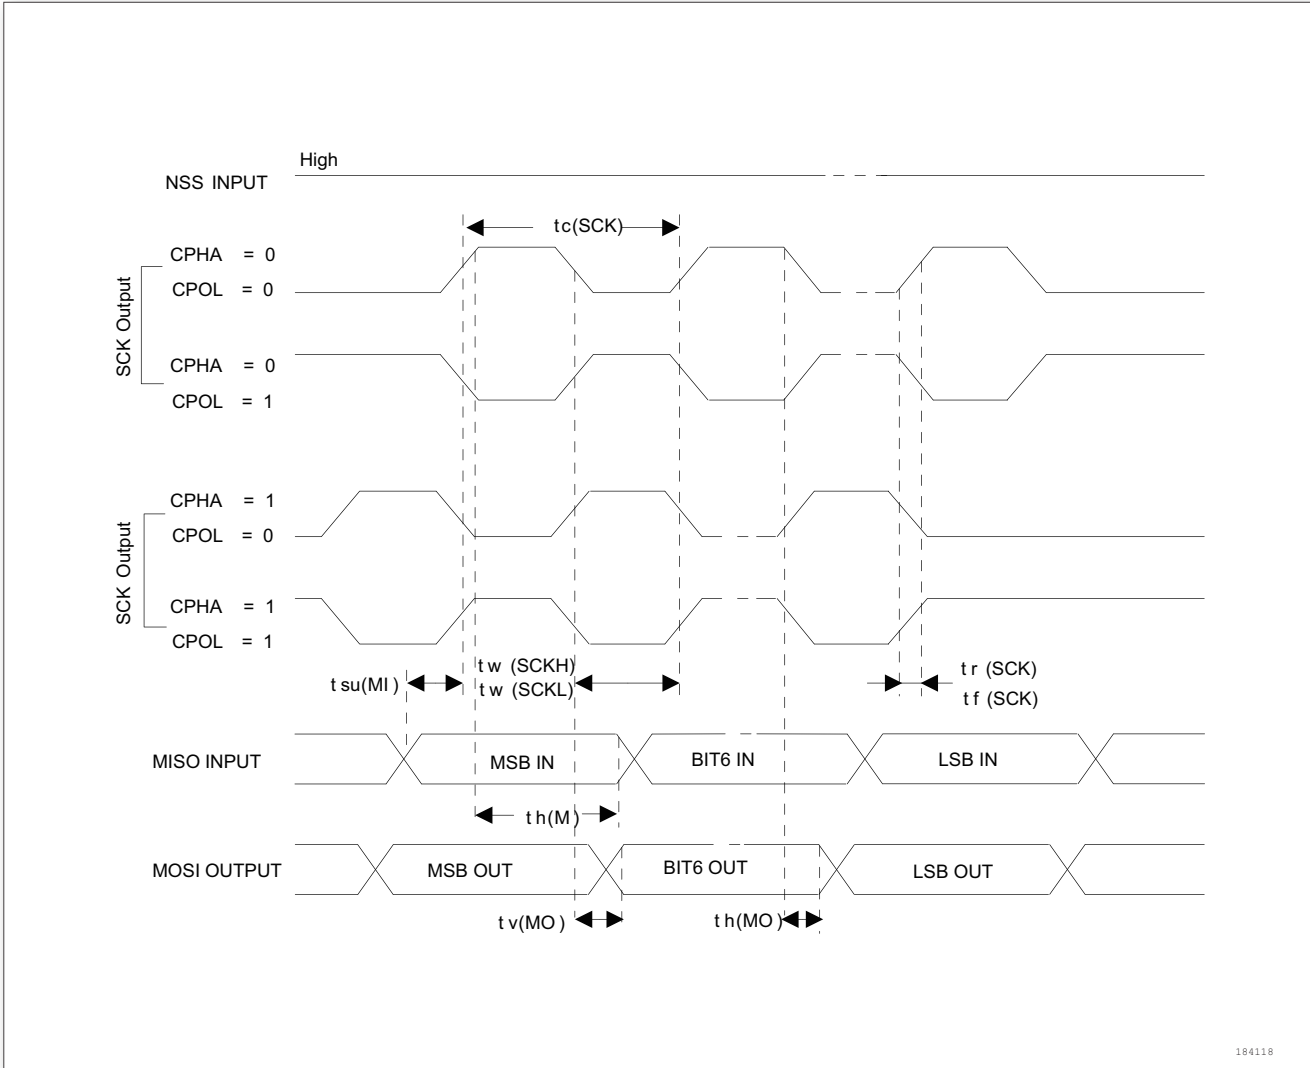 High
NSS INPUT
tc(SCK)
CPHA = 0
CPOL = 0
SCK Output
CPHA = 0
CPOL = 1
CPHA = 1
CPOL = 0
SCK Output
CPHA = 1
CPOL = 1
tsu(MI)
tw (SCKH)
tw (SCKL)
tr (SCK)
tf (SCK)
MISO INPUT
MSB IN
BIT6 IN
LSB IN
th(M)
MOSI OUTPUT
MSB OUT
BIT6 OUT
LSB OUT
tv(MO)
th(MO)
184118